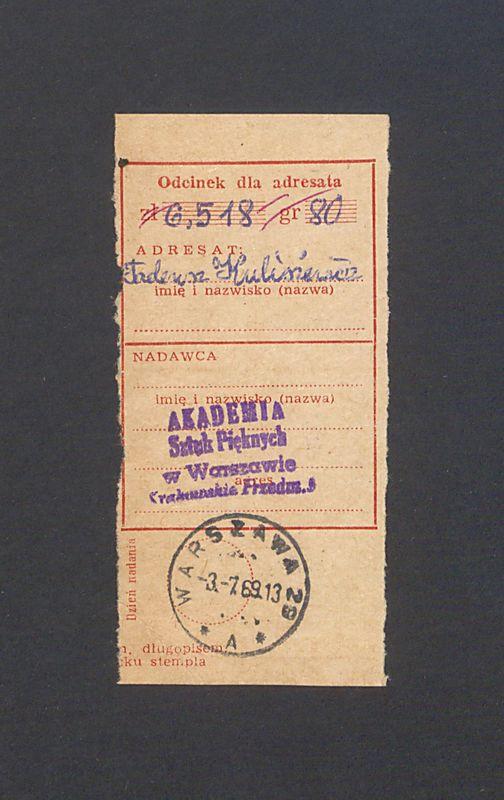 Odcinek dla adresata
zł 6,518 gr 80
ADRESAT:
Tadeusz Kulisiewicz
imię i nazwisko (nazwa)
NADAWCA
imię i nazwisko (nazwa)
AKADEMIA
Sztuk Pięknych
w Warszawie
adres
Krakowskie Przedm. 5
Dzień nadania
WARSZAWA 28
-3.-7.69.13
* A *
długopisem
cku stempla